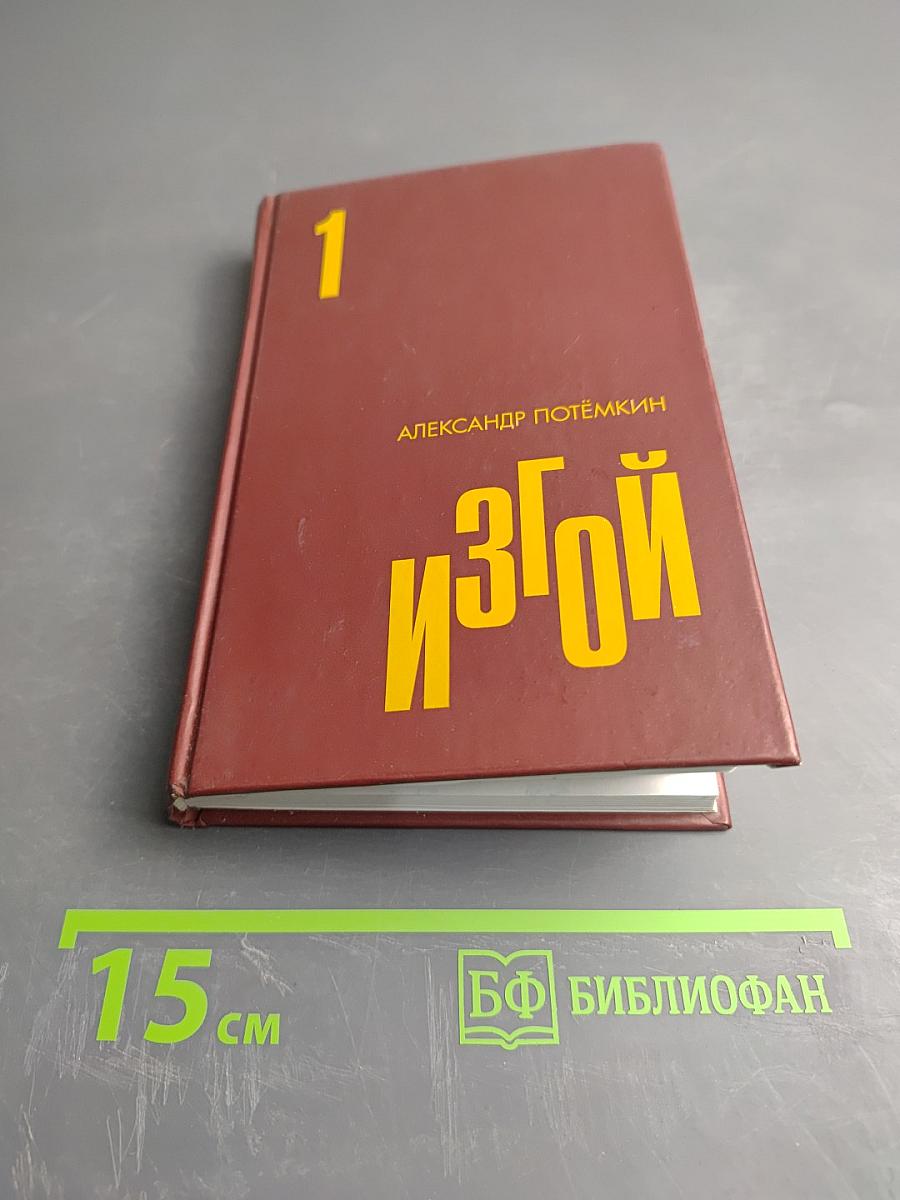 1
АЛЕКСАНДР ПОТЁМКИН
ИЗГОЙ
15 см
БФ БИБЛИОФАН